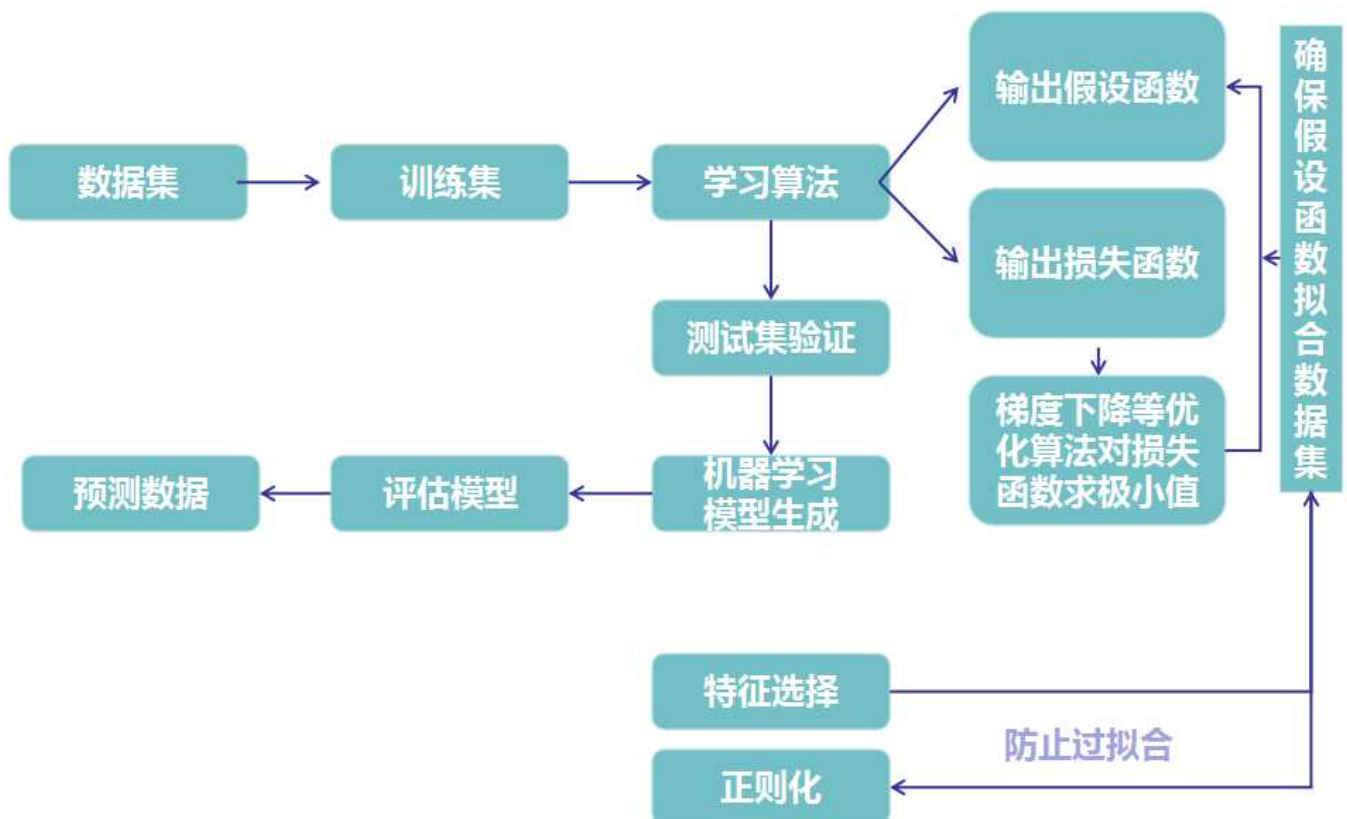 数据集
训练集
学习算法
输出假设函数
输出损失函数
梯度下降等优
化算法对损失
函数求极小值
确保假设函数拟合数据集
测试集验证
机器学习
模型生成
评估模型
预测数据
特征选择
防止过拟合
正则化